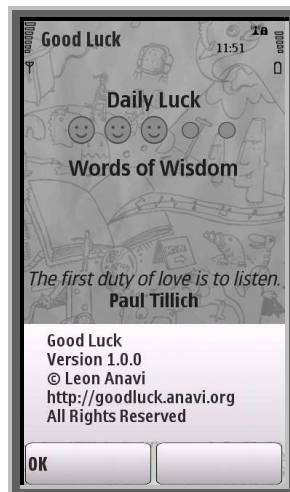 Good Luck
11:51
Daily Luck
Words of Wisdom
The first duty of love is to listen.
Paul Tillich
Good Luck
Version 1.0.0
© Leon Anavi
http://goodluck.anavi.org
All Rights Reserved
OK